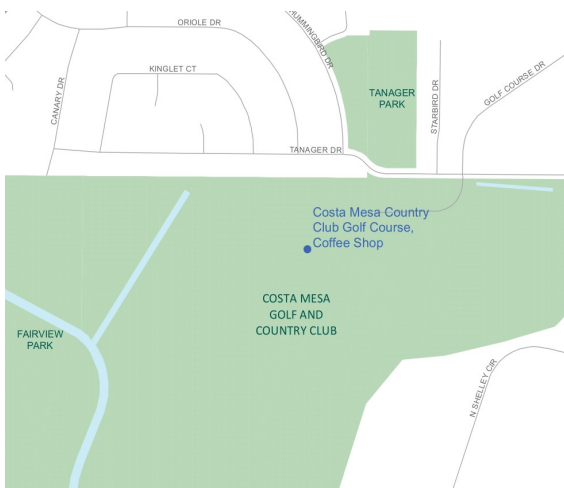 ORIOLE DR
HUMMINGBIRD DR
KINGLET CT
CANARY DR
TANAGER
PARK
STARBIRD DR
GOLF COURSE DR
TANAGER DR
Costa Mesa Country
Club Golf Course,
Coffee Shop
COSTA MESA
GOLF AND
COUNTRY CLUB
FAIRVIEW
PARK
N SHELLEY CIR